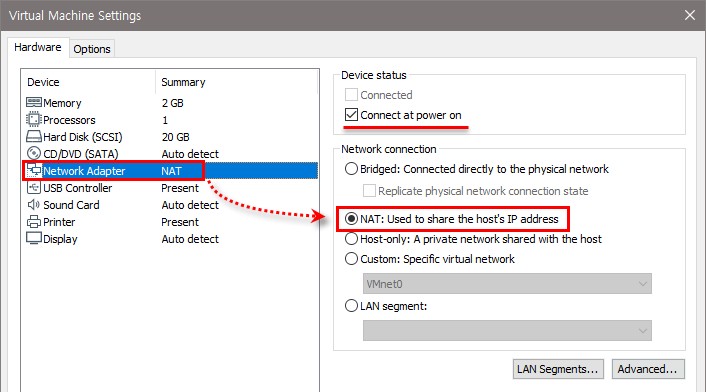 Virtual Machine Settings
Hardware Options
Device Summary
Memory 2 GB
Processors 1
Hard Disk (SCSI) 20 GB
CD/DVD (SATA) Auto detect
Network Adapter NAT
USB Controller Present
Sound Card Auto detect
Printer Present
Display Auto detect
Device status
Connected
Connect at power on
Network connection
Bridged: Connected directly to the physical network
Replicate physical network connection state
NAT: Used to share the host's IP address
Host-only: A private network shared with the host
Custom: Specific virtual network
VMnet0
LAN segment:
LAN Segments... Advanced...